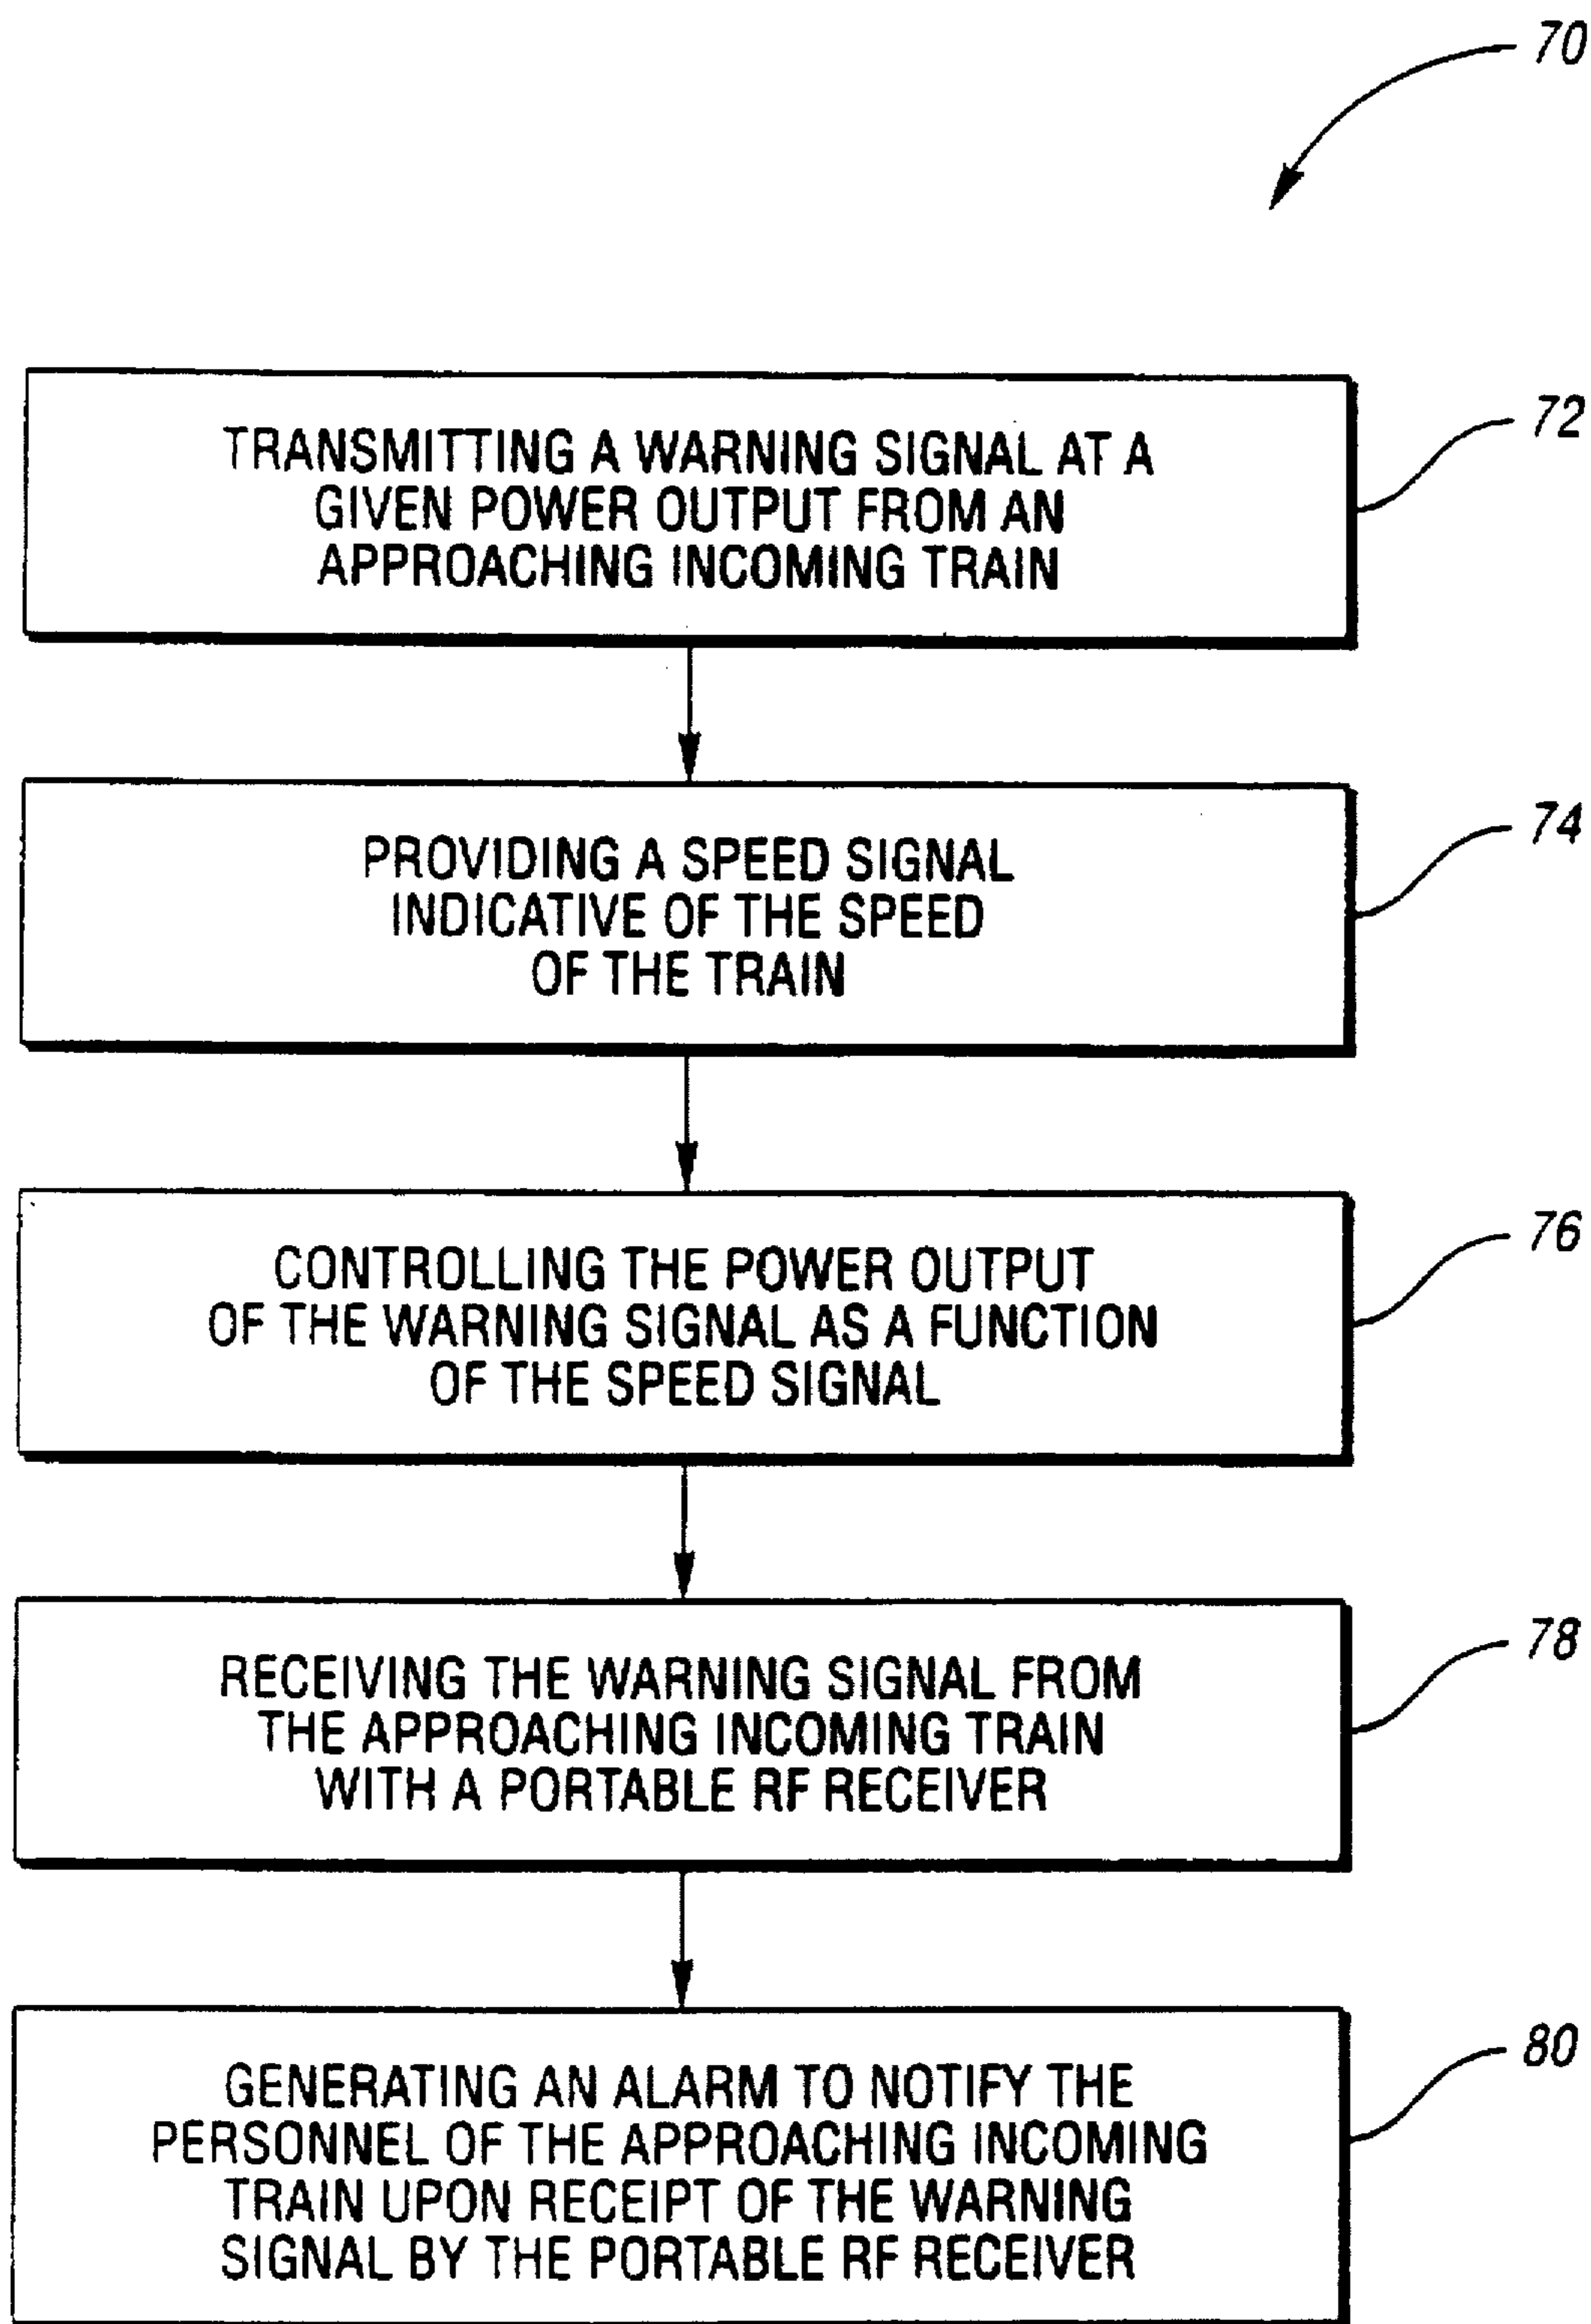 70
TRANSMITTING A WARNING SIGNAL AT A
GIVEN POWER OUTPUT FROM AN
APPROACHING INCOMING TRAIN
72
PROVIDING A SPEED SIGNAL
INDICATIVE OF THE SPEED
OF THE TRAIN
74
CONTROLLING THE POWER OUTPUT
OF THE WARNING SIGNAL AS A FUNCTION
OF THE SPEED SIGNAL
76
RECEIVING THE WARNING SIGNAL FROM
THE APPROACHING INCOMING TRAIN
WITH A PORTABLE RF RECEIVER
78
GENERATING AN ALARM TO NOTIFY THE
PERSONNEL OF THE APPROACHING INCOMING
TRAIN UPON RECEIPT OF THE WARNING
SIGNAL BY THE PORTABLE RF RECEIVER
80